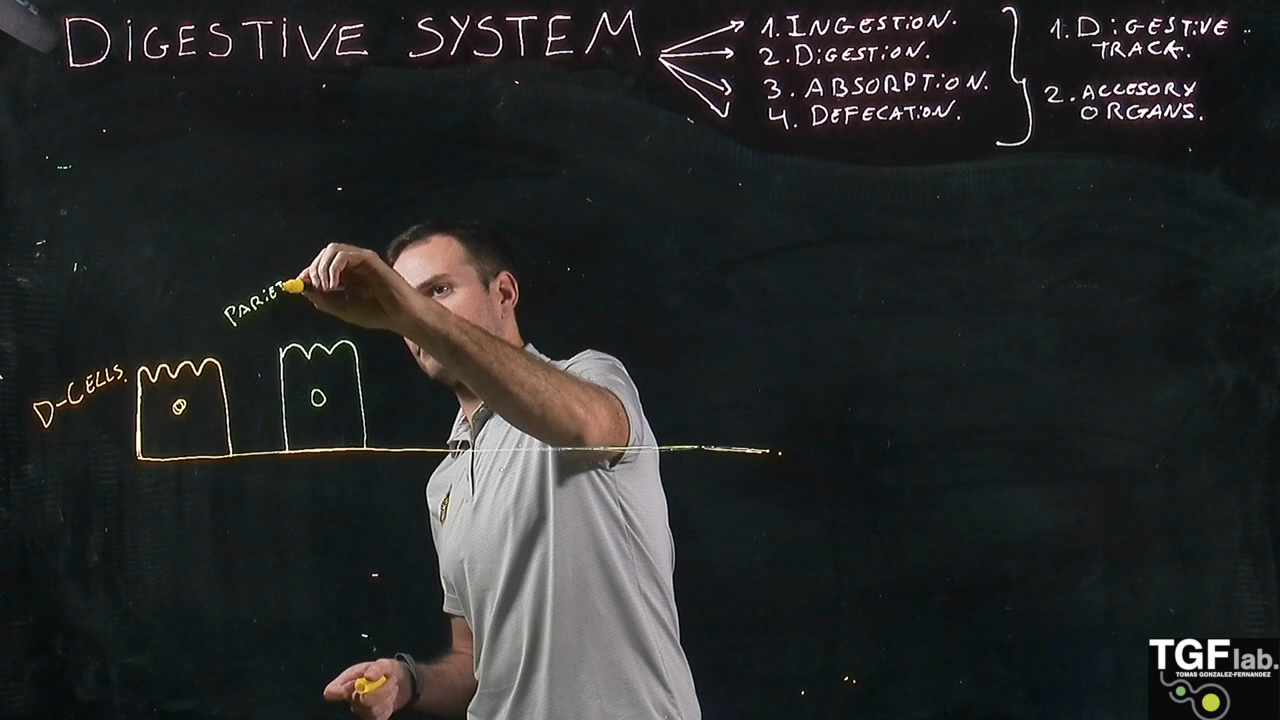 DiGESTiVE SYSTEM
1. INGESTiON.
2. DiGESTiON.
3. ABSORPTiON.
4. DEFECATiON.
1. DiGESTiVE
TRACK.
2. ACCESORY
ORGANS.
PARiET
D-CELLS.
TGF lab.
TOMAS GONZALEZ-FERNANDEZ